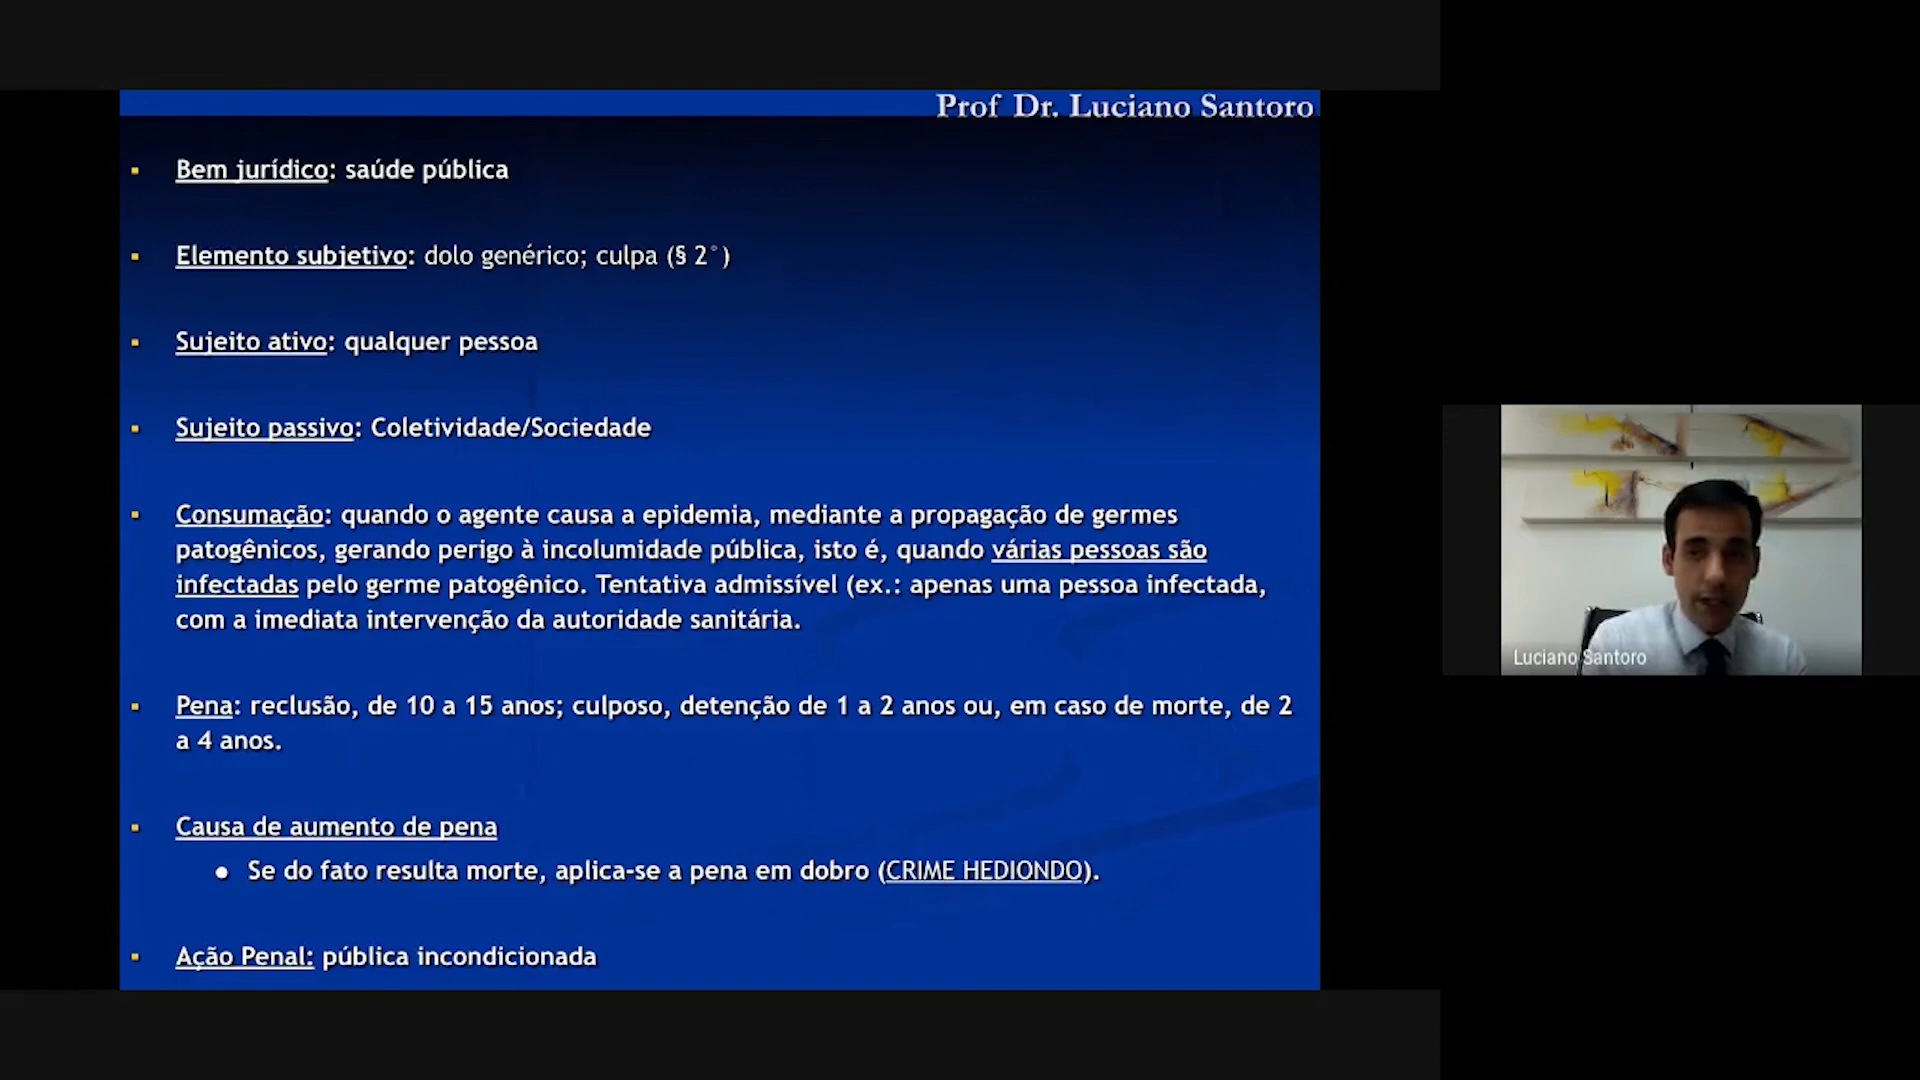 Prof Dr. Luciano Santoro
Bem jurídico: saúde pública
Elemento subjetivo: dolo genérico; culpa (§ 2°)
Sujeito ativo: qualquer pessoa
Sujeito passivo: Coletividade/Sociedade
Consumação: quando o agente causa a epidemia, mediante a propagação de germes
patogênicos, gerando perigo à incolumidade pública, isto é, quando várias pessoas são
infectadas pelo germe patogênico. Tentativa admissível (ex.: apenas uma pessoa infectada,
com a imediata intervenção da autoridade sanitária.
Pena: reclusão, de 10 a 15 anos; culposo, detenção de 1 a 2 anos ou, em caso de morte, de 2
a 4 anos.
Causa de aumento de pena
Se do fato resulta morte, aplica-se a pena em dobro (CRIME HEDIONDO).
Ação Penal: pública incondicionada
Luciano Santoro